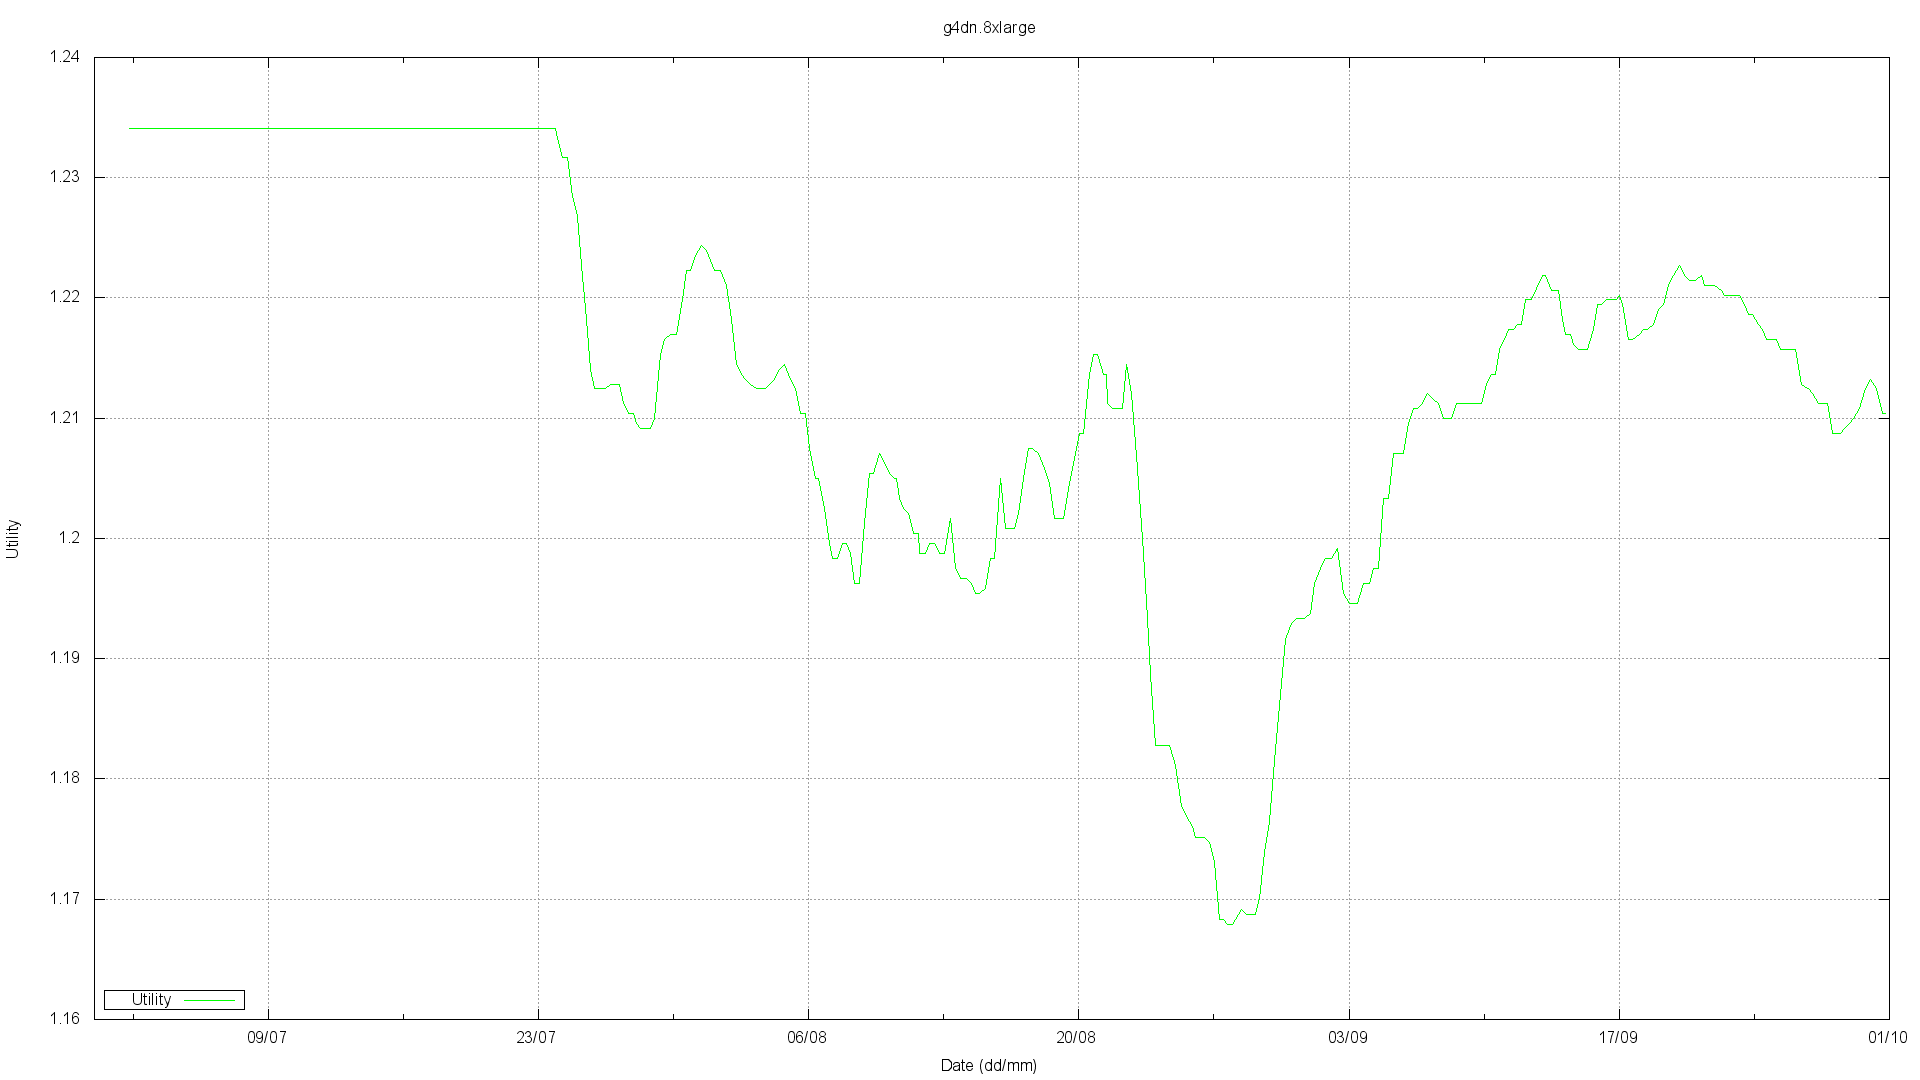 g4dn.8xlarge
1.24
1.23
1.22
1.21
1.2
1.19
1.18
1.17
1.16
Utility
Utility
09/07 23/07 06/08 20/08 03/09 17/09 01/10
Date (dd/mm)